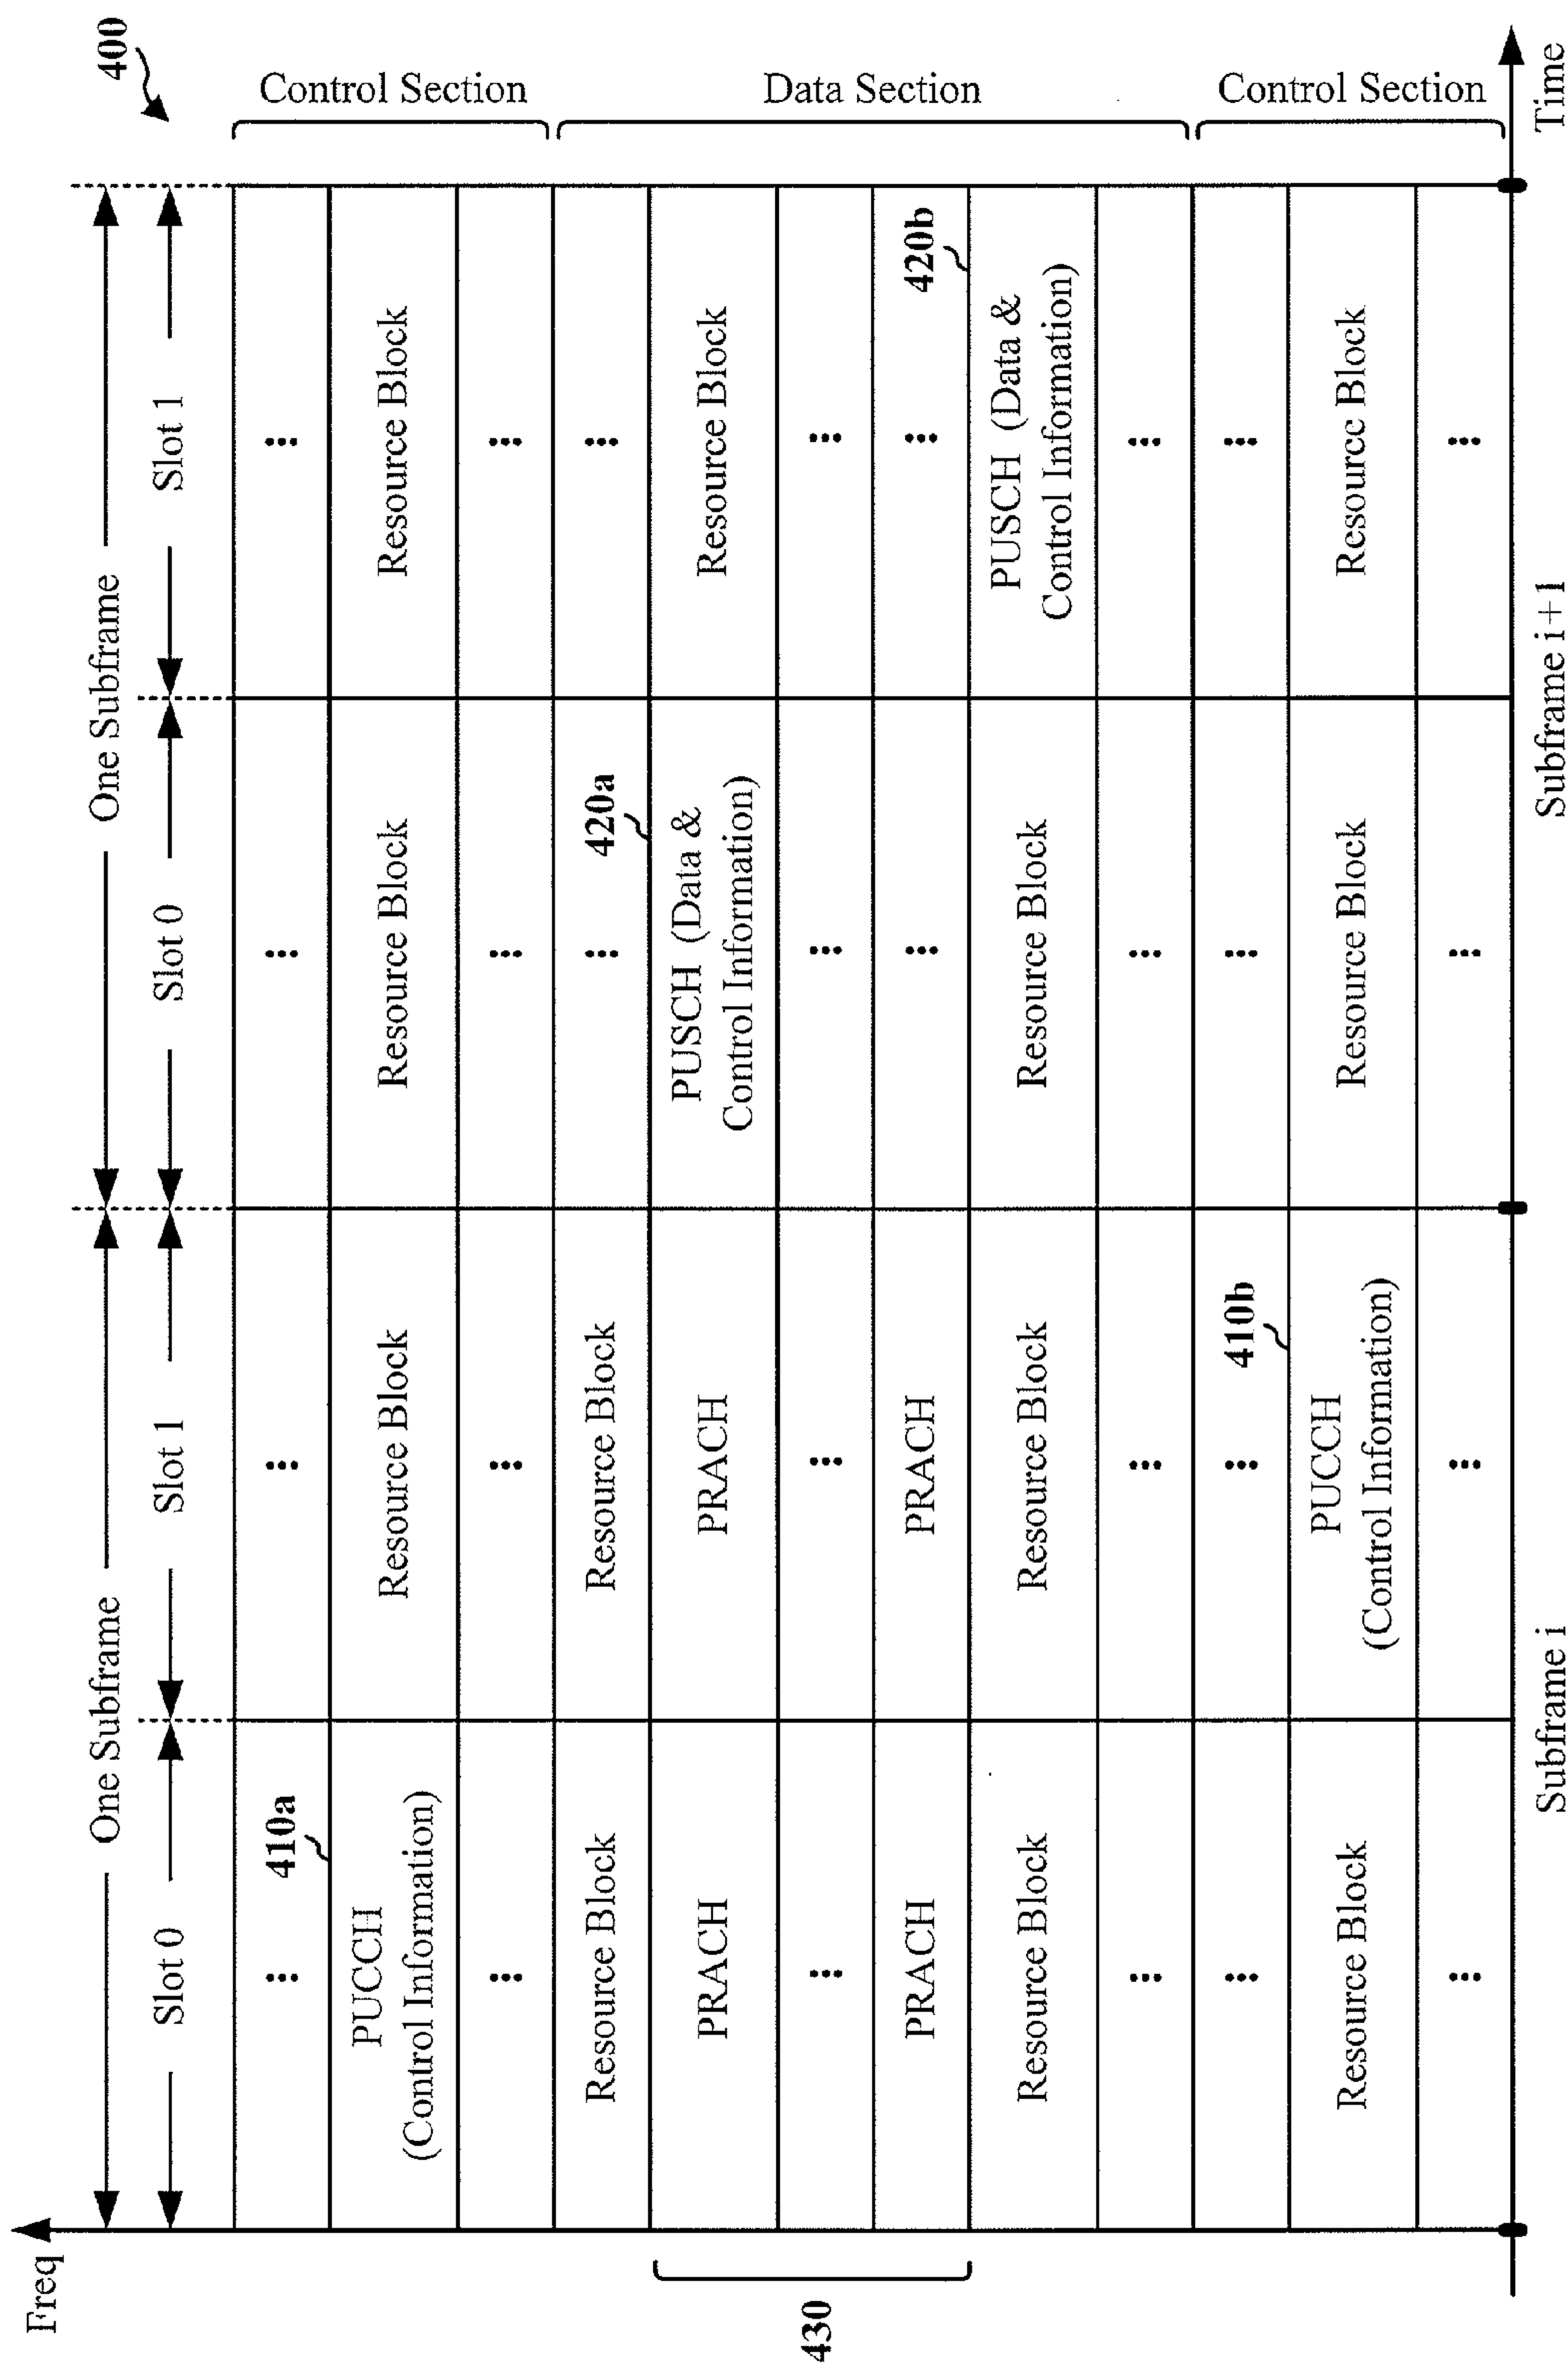 400
Freq
One Subframe
One Subframe
Slot 0
Slot 1
Slot 0
Slot 1
⋮
410a
⋮
⋮
⋮
Control Section
PUCCH
(Control Information)
Resource Block
Resource Block
Resource Block
⋮
⋮
⋮
⋮
Resource Block
Resource Block
⋮
420a
⋮
Data Section
430
PRACH
PRACH
PUSCH (Data &
Control Information)
Resource Block
⋮
⋮
⋮
⋮
PRACH
PRACH
⋮
⋮
420b
Resource Block
Resource Block
Resource Block
PUSCH (Data &
Control Information)
⋮
⋮
⋮
⋮
⋮
⋮
410b
⋮
⋮
Control Section
Resource Block
PUCCH
(Control Information)
Resource Block
Resource Block
⋮
⋮
⋮
⋮
Subframe i
Subframe i+1
Time